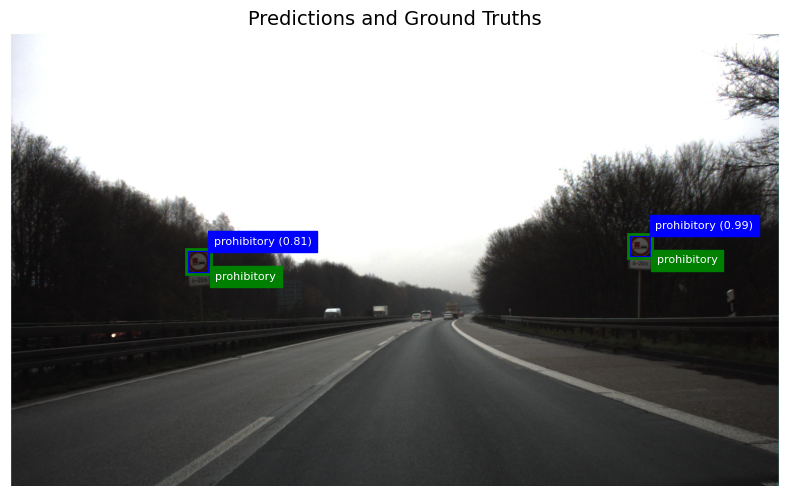 Predictions and Ground Truths
prohibitory (0.99)
prohibitory (0.81)
prohibitory
prohibitory